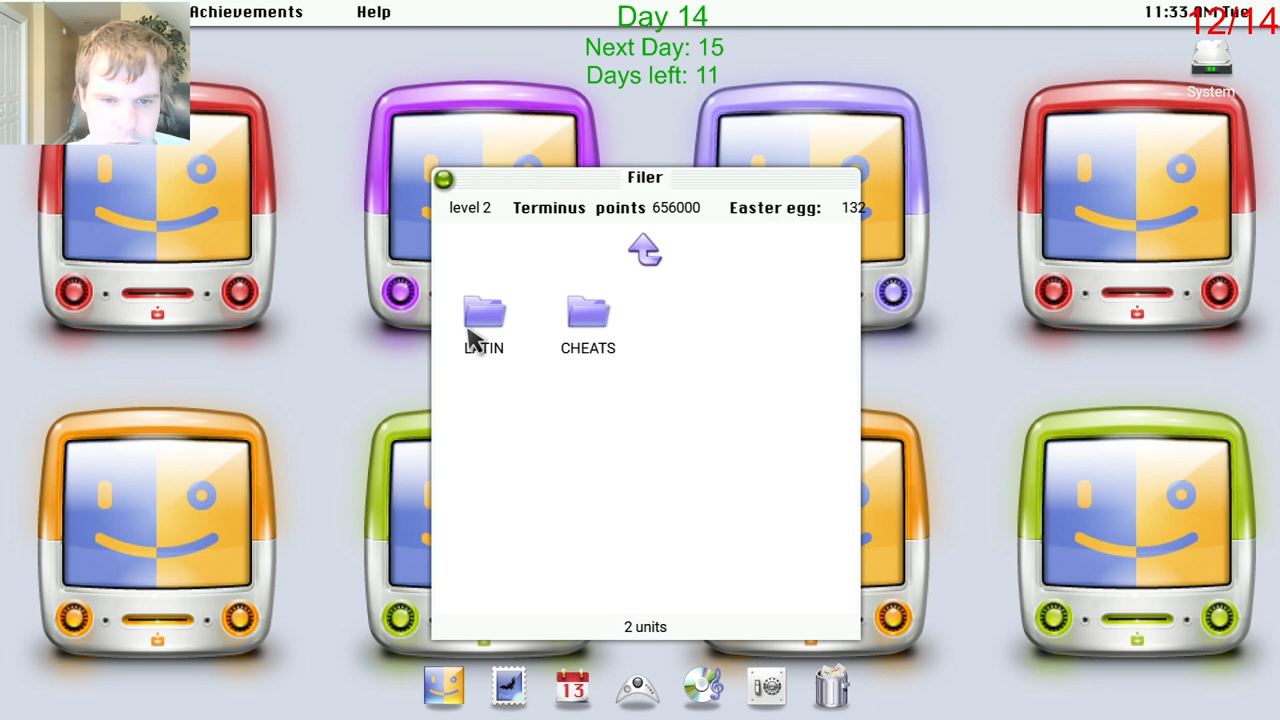 Achievements Help
11:33 AM Tue
12/14
Day 14
Next Day: 15
Days left: 11
System
Filer
level 2 Terminus points 656000 Easter egg: 132
LATIN CHEATS
2 units
13